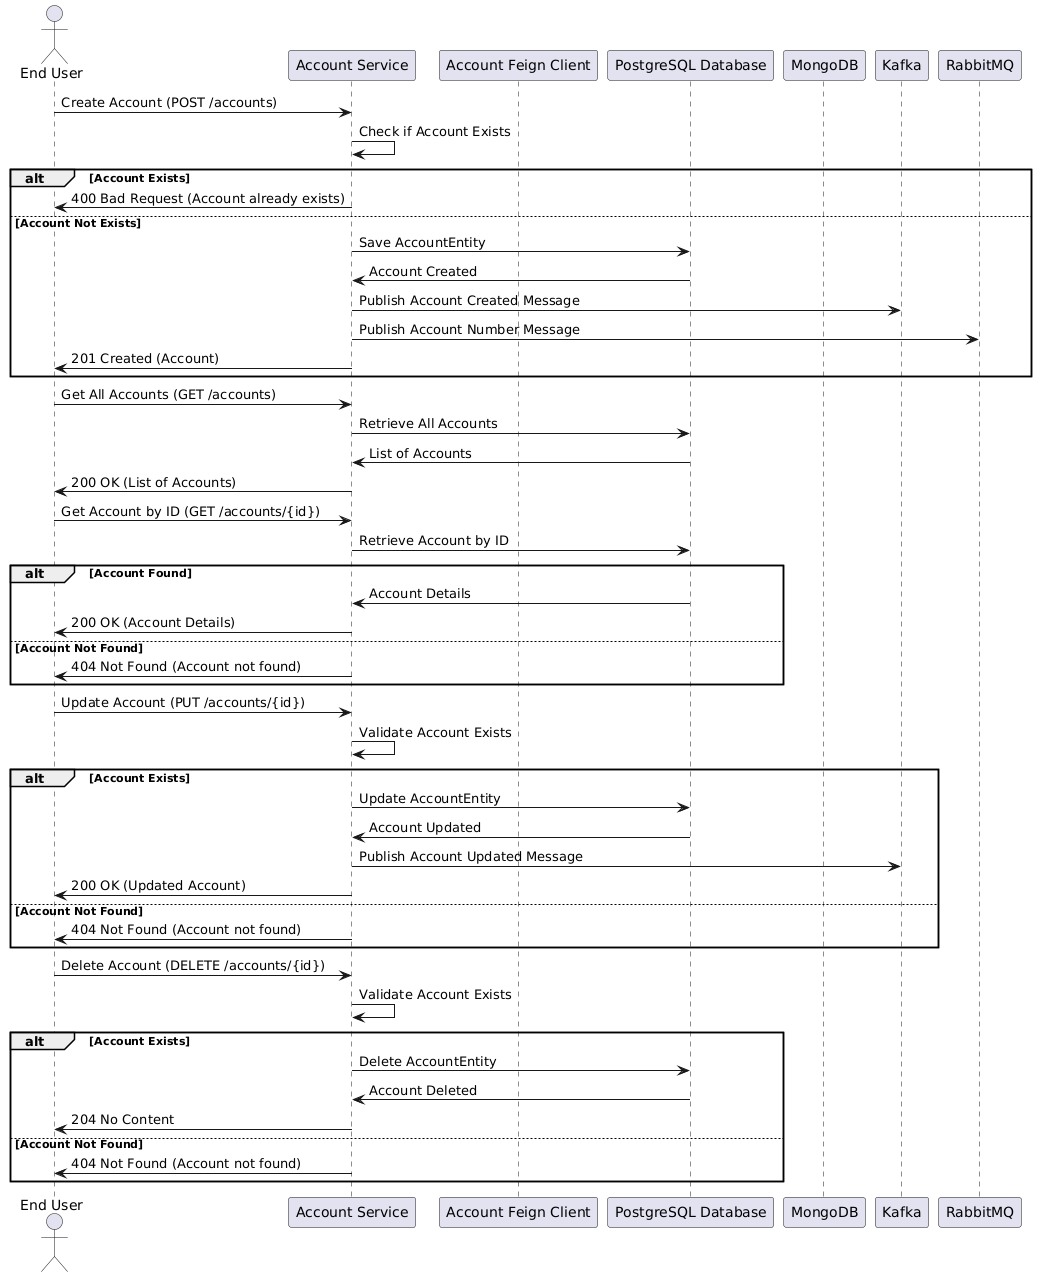 End User
Account Service
Account Feign Client
PostgreSQL Database
MongoDB
Kafka
RabbitMQ
Create Account (POST /accounts)
Check if Account Exists
alt
[Account Exists]
400 Bad Request (Account already exists)
[Account Not Exists]
Save AccountEntity
Account Created
Publish Account Created Message
Publish Account Number Message
201 Created (Account)
Get All Accounts (GET /accounts)
Retrieve All Accounts
List of Accounts
200 OK (List of Accounts)
Get Account by ID (GET /accounts/{id})
Retrieve Account by ID
alt
[Account Found]
Account Details
200 OK (Account Details)
[Account Not Found]
404 Not Found (Account not found)
Update Account (PUT /accounts/{id})
Validate Account Exists
alt
[Account Exists]
Update AccountEntity
Account Updated
Publish Account Updated Message
200 OK (Updated Account)
[Account Not Found]
404 Not Found (Account not found)
Delete Account (DELETE /accounts/{id})
Validate Account Exists
alt
[Account Exists]
Delete AccountEntity
Account Deleted
204 No Content
[Account Not Found]
404 Not Found (Account not found)
End User
Account Service
Account Feign Client
PostgreSQL Database
MongoDB
Kafka
RabbitMQ